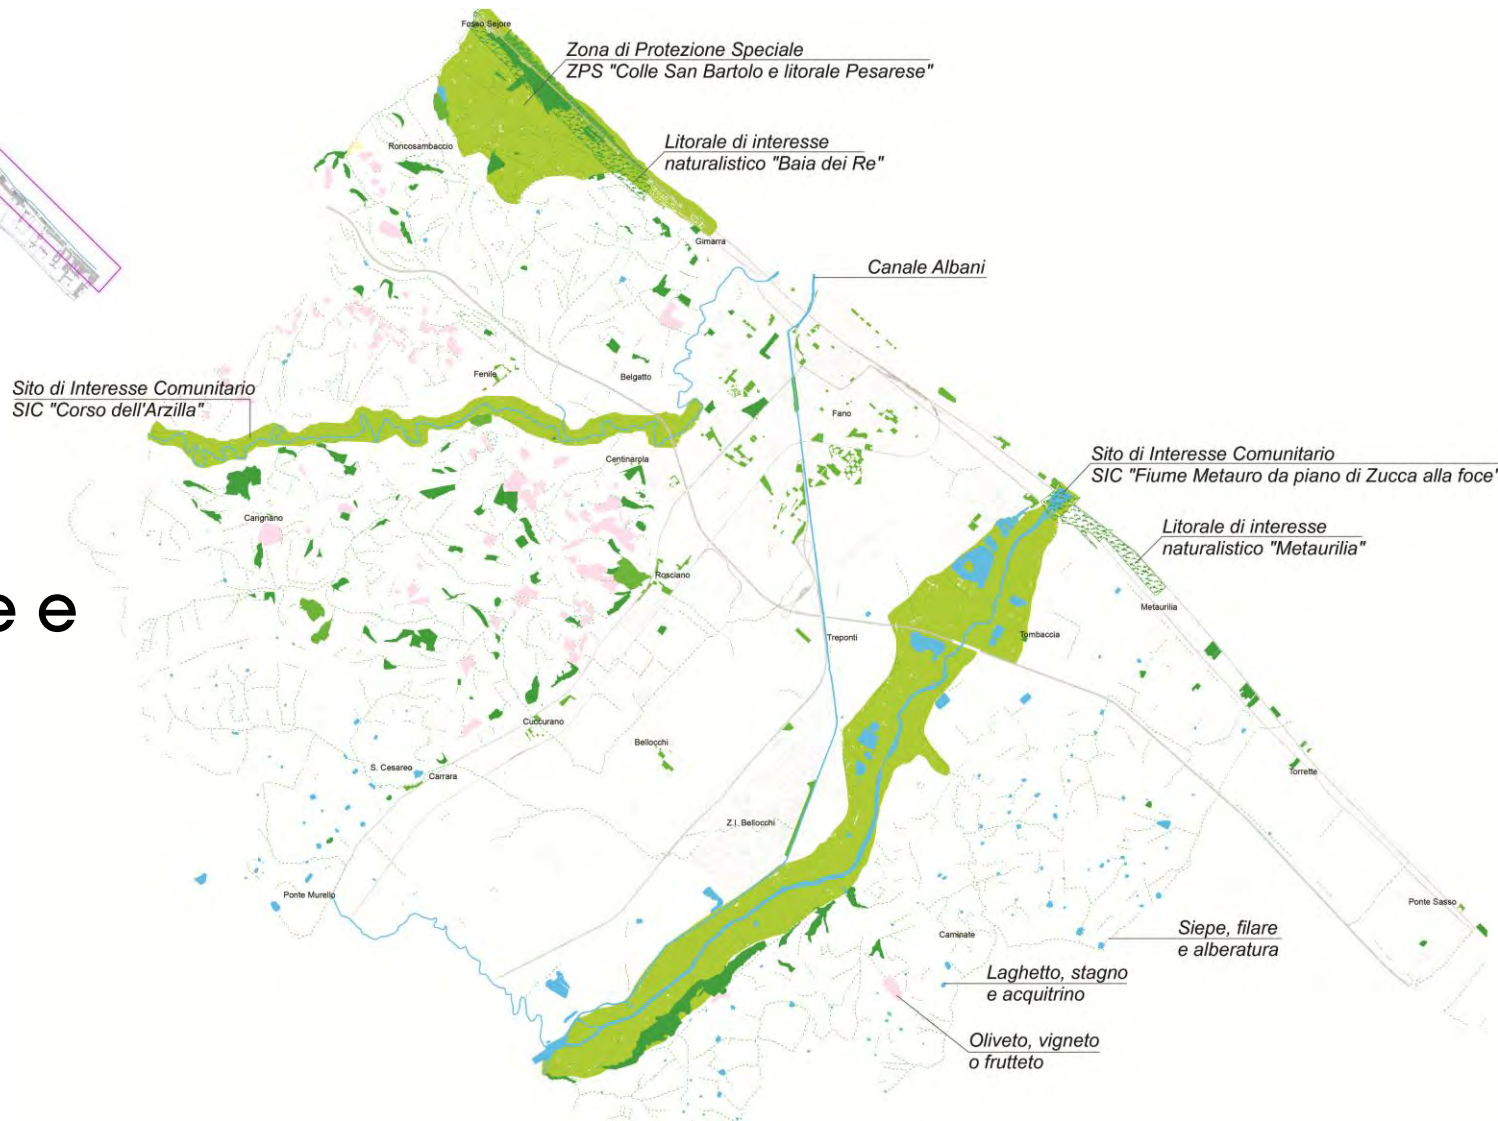 Fosso Sejore
Zona di Protezione Speciale
ZPS "Colle San Bartolo e litorale Pesarese"
Roncosambaccio
Litorale di interesse
naturalistico "Baia dei Re"
Gimarra
Canale Albani
Fenile
Belgatto
Sito di Interesse Comunitario
SIC "Corso dell'Arzilla"
Fano
Centinarola
Sito di Interesse Comunitario
SIC "Fiume Metauro da piano di Zucca alla foce"
Carignano
Litorale di interesse
naturalistico "Metaurilia"
Rosciano
e e
Metaurilia
Treponti
Tombaccia
Cuccurano
Bellocchi
S. Cesareo
Carrara
Torrette
Z.I. Bellocchi
Ponte Murello
Ponte Sasso
Caminate
Siepe, filare
e alberatura
Laghetto, stagno
e acquitrino
Oliveto, vigneto
o frutteto